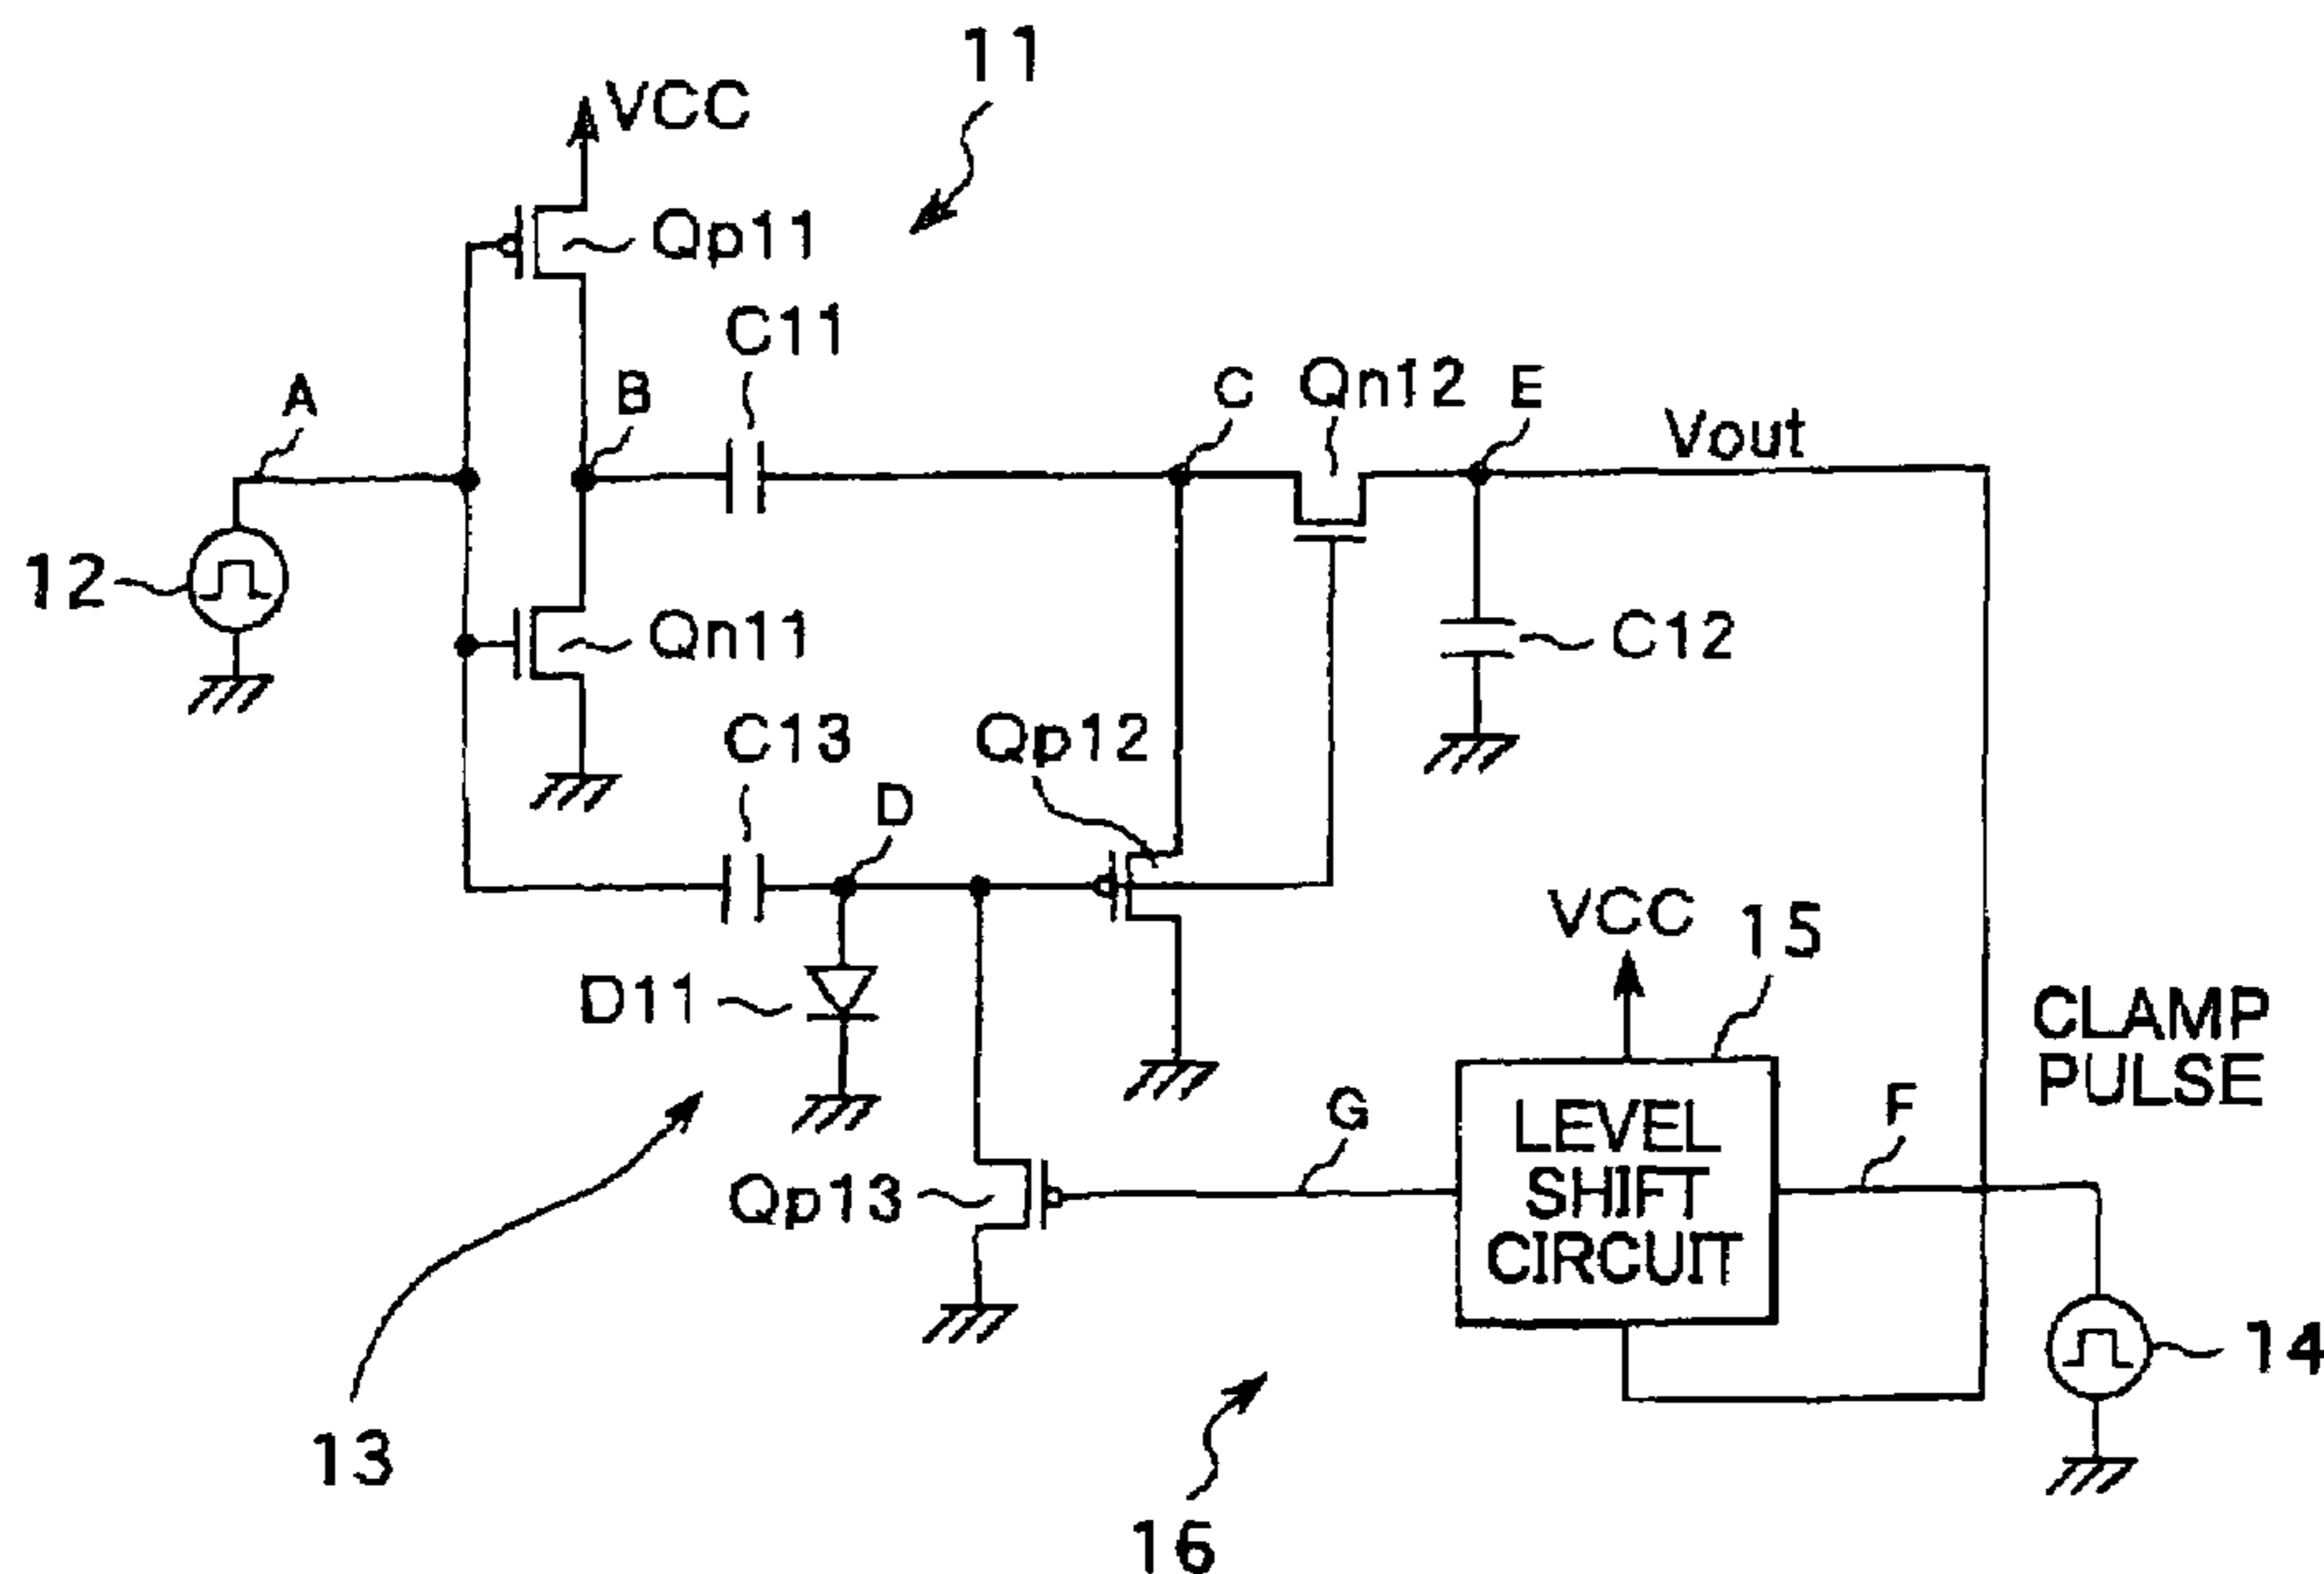 11
VCC
Qp11
C11
A
B
C
Qn12
E
Vout
12
Qn11
C12
C13
D
Qp12
D11
VCC
15
CLAMP
PULSE
G
F
LEVEL
SHIFT
CIRCUIT
Qp13
14
13
16